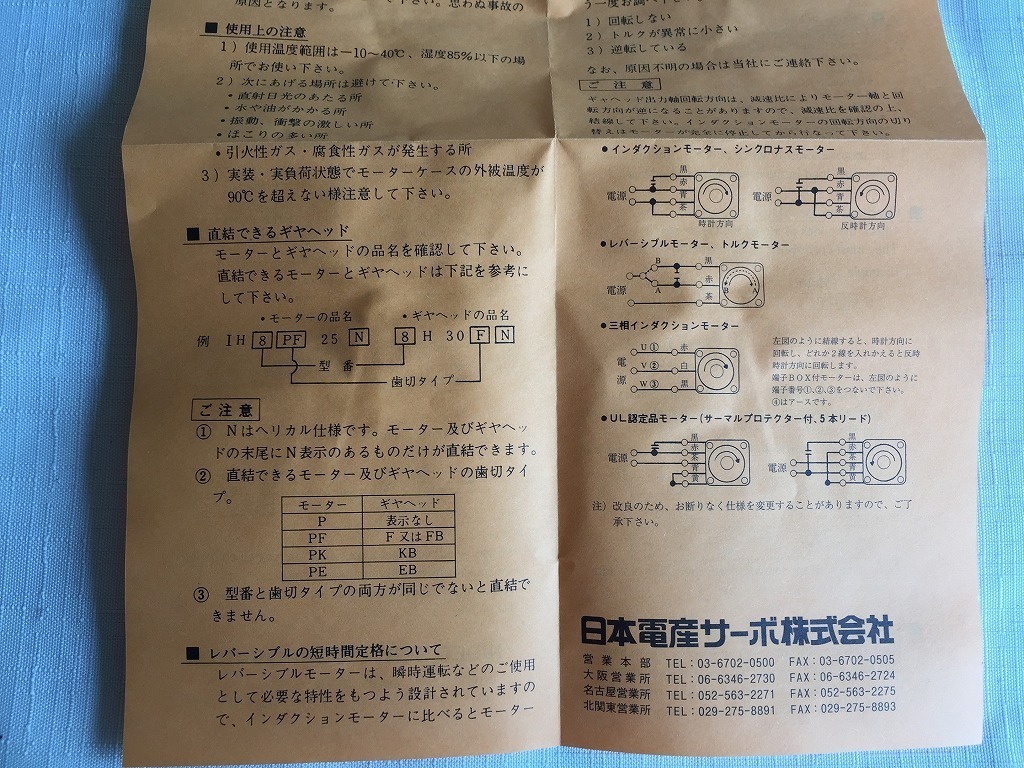 原因となります。
い。思わぬ事故の
■ 使用上の注意
1）使用温度範囲は−10～40℃、湿度85％以下の場
所でお使い下さい。
2）次にあげる場所は避けて下さい。
・直射日光のあたる所
・水や油がかかる所
・振動、衝撃の激しい所
・ほこりの多い所
・引火性ガス・腐食性ガスが発生する所
3）実装・実負荷状態でモーターケースの外被温度が
90℃を超えない様注意して下さい。
■ 直結できるギヤヘッド
モーターとギヤヘッドの品名を確認して下さい。
直結できるモーターとギヤヘッドは下記を参考に
して下さい。
・モーターの品名 ・ギヤヘッドの品名
例 IH 8 PF 25 N 8 H 30 F N
型番
歯切タイプ
ご注意
① Nはヘリカル仕様です。モーター及びギヤヘッ
ドの末尾にN表示のあるものだけが直結できます。
② 直結できるモーター及びギヤヘッドの歯切タイ
プ。
モーター ギヤヘッド
P 表示なし
PF F又はFB
PK KB
PE EB
③ 型番と歯切タイプの両方が同じでないと直結で
きません。
■ レバーシブルの短時間定格について
レバーシブルモーターは、瞬時運転などのご使用
として必要な特性をもつよう設計されていますの
で、インダクションモーターに比べるとモーター
う一度お調べ
1）回転しない
2）トルクが異常に小さい
3）逆転している
なお、原因不明の場合は当社にご連絡下さい。
ご注意
ギャヘッド出力軸回転方向は、減速比によりモーター軸と回
転方向が逆になることがありますので、減速比を確認の上、
結線して下さい。インダクションモーターの回転方向の切り
替えはモーターが完全に停止してから行なって下さい。
●インダクションモーター、シンクロナスモーター
電源 黒 赤 青 茶 時計方向
電源 黒 赤 青 茶 反時計方向
●レバーシブルモーター、トルクモーター
電源 B A 黒 赤 茶 B A
●三相インダクションモーター
電源 U① 赤
V② 白
W③ 黒
左図のように結線すると、時計方向に
回転し、どれか2線を入れかえると反時
時計方向に回転します。
端子BOX付モーターは、左図のように
端子番号①、②、③をつないで下さい。
④はアースです。
●UL認定品モーター(サーマルプロテクター付、5本リード)
電源 黒 赤 茶 青 黄
電源 黒 赤 茶 青 黄
注）改良のため、お断りなく仕様を変更することがありますので、ご了
承下さい。
日本電産サーボ株式会社
営業本部 TEL：03-6702-0500 FAX：03-6702-0505
大阪営業所 TEL：06-6346-2730 FAX：06-6346-2724
名古屋営業所 TEL：052-563-2271 FAX：052-563-2275
北関東営業所 TEL：029-275-8891 FAX：029-275-8893